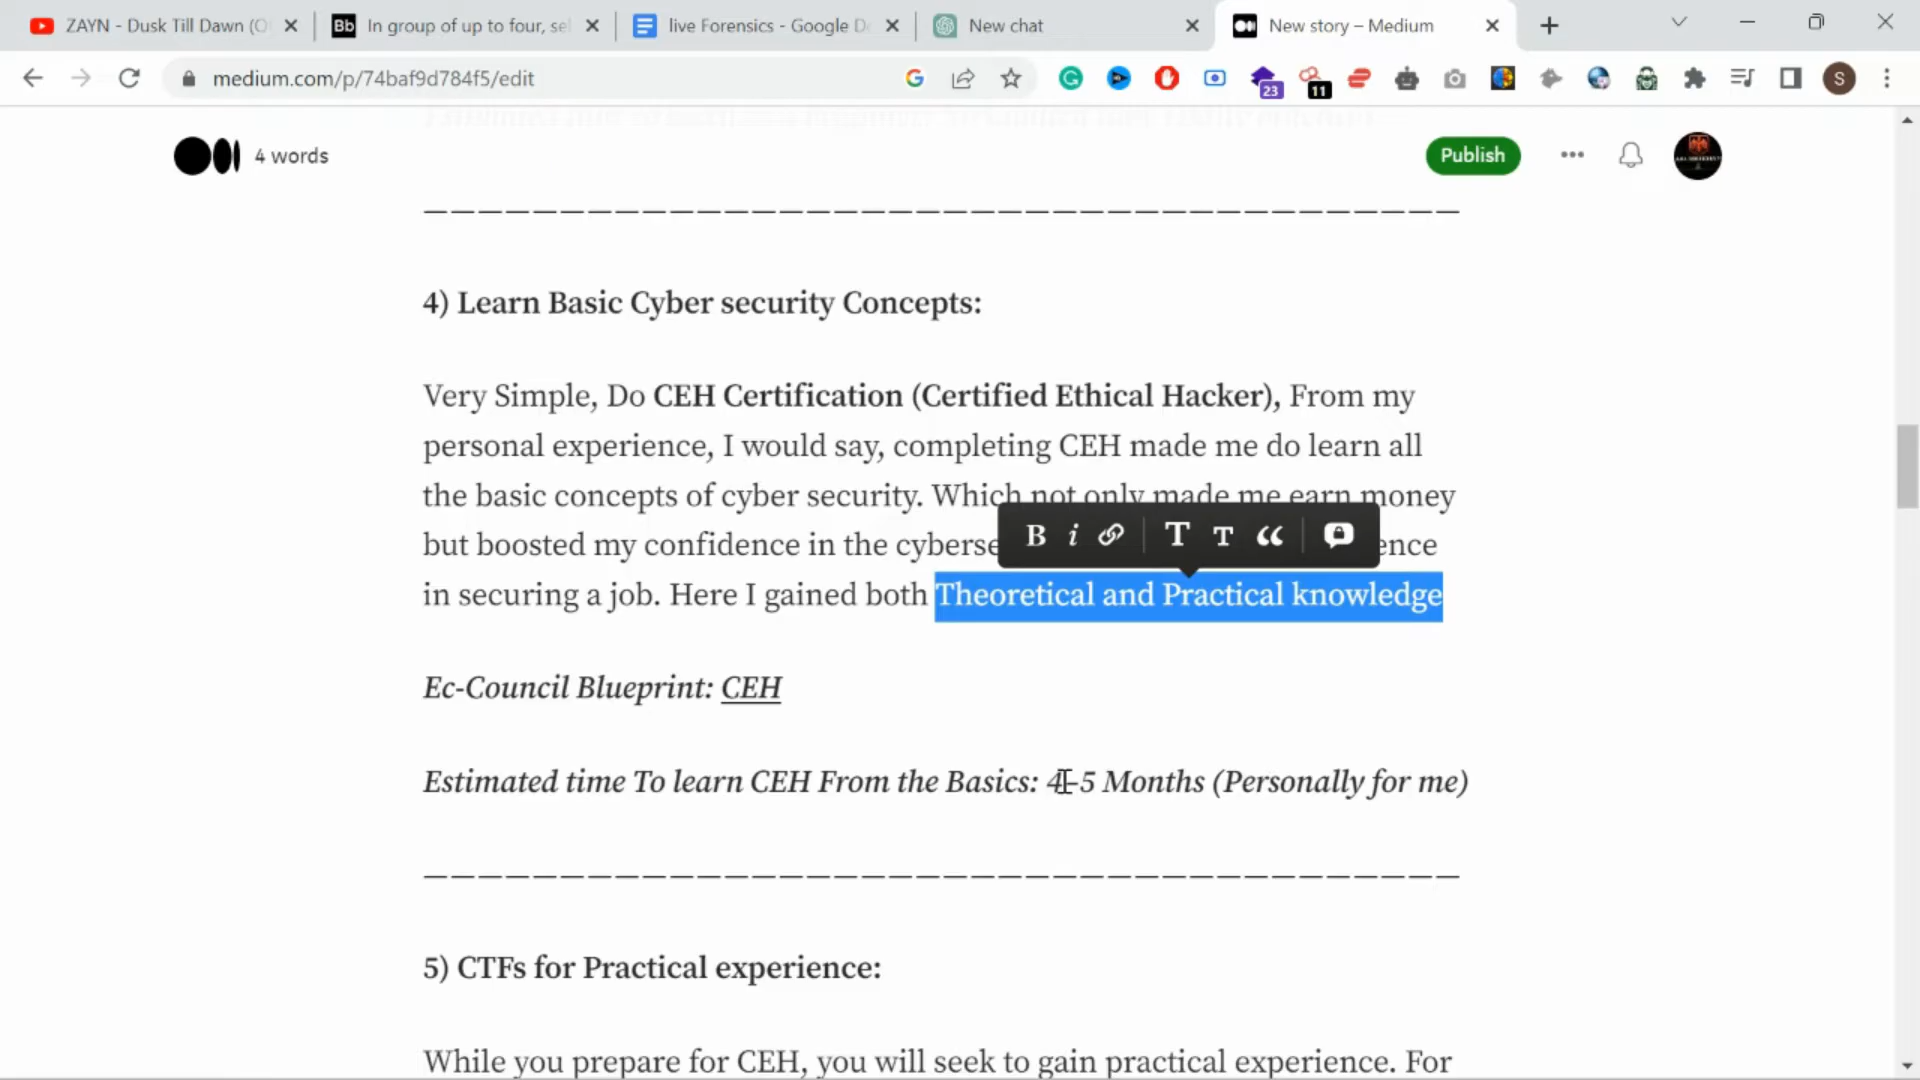 ZAYN - Dusk Till Dawn (O
Bb In group of up to four, sel
live Forensics - Google D
New chat
New story – Medium
medium.com/p/74baf9d784f5/edit
23
11
S
4 words
Publish
————————————————————————————————————————
4) Learn Basic Cyber security Concepts:
Very Simple, Do CEH Certification (Certified Ethical Hacker), From my
personal experience, I would say, completing CEH made me do learn all
the basic concepts of cyber security. Which not only made me earn money
but boosted my confidence in the cyberse
ence
B i T T
in securing a job. Here I gained both Theoretical and Practical knowledge
Ec-Council Blueprint: CEH
Estimated time To learn CEH From the Basics: 4–5 Months (Personally for me)
————————————————————————————————————————
5) CTFs for Practical experience:
While you prepare for CEH, you will seek to gain practical experience. For